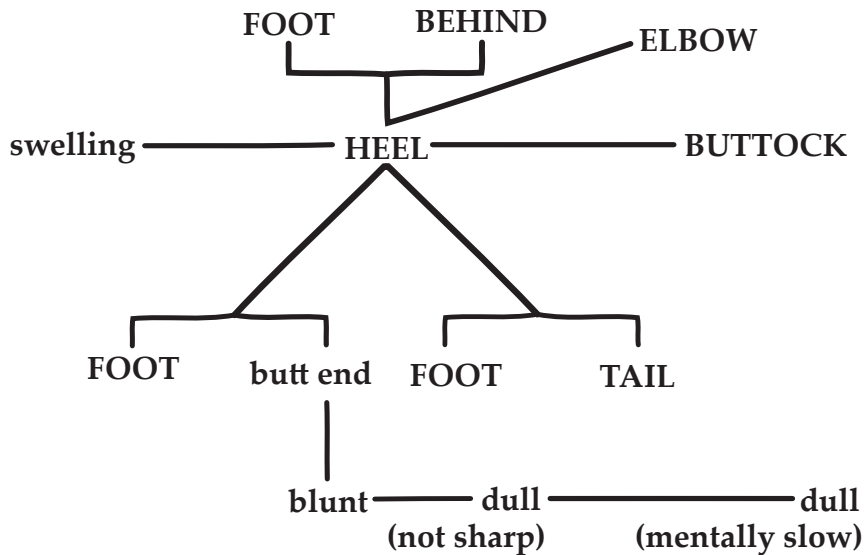 FOOT
BEHIND
ELBOW
swelling
HEEL
BUTTOCK
FOOT
butt end
FOOT
TAIL
blunt
dull
(not sharp)
dull
(mentally slow)